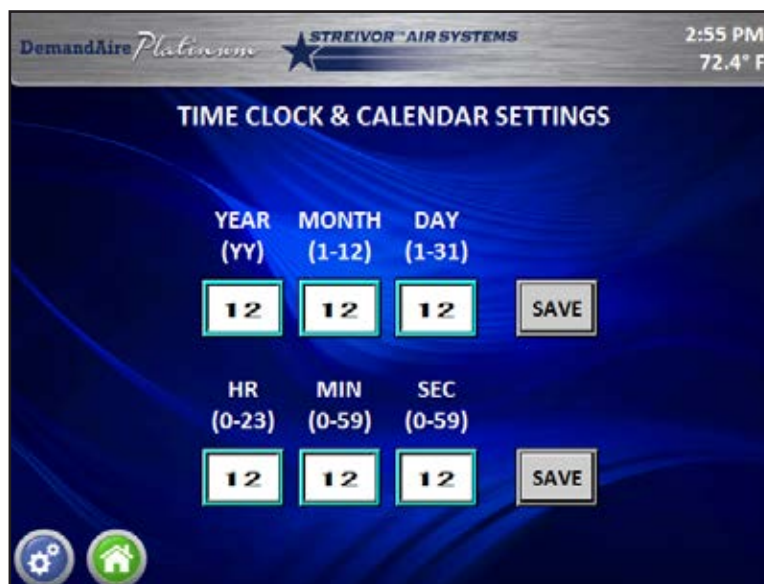 DemandAire Platinum STREIVOR™ AIR SYSTEMS 2:55 PM
72.4° F
TIME CLOCK & CALENDAR SETTINGS
YEAR MONTH DAY
(YY) (1-12) (1-31)
12 12 12 SAVE
HR MIN SEC
(0-23) (0-59) (0-59)
12 12 12 SAVE